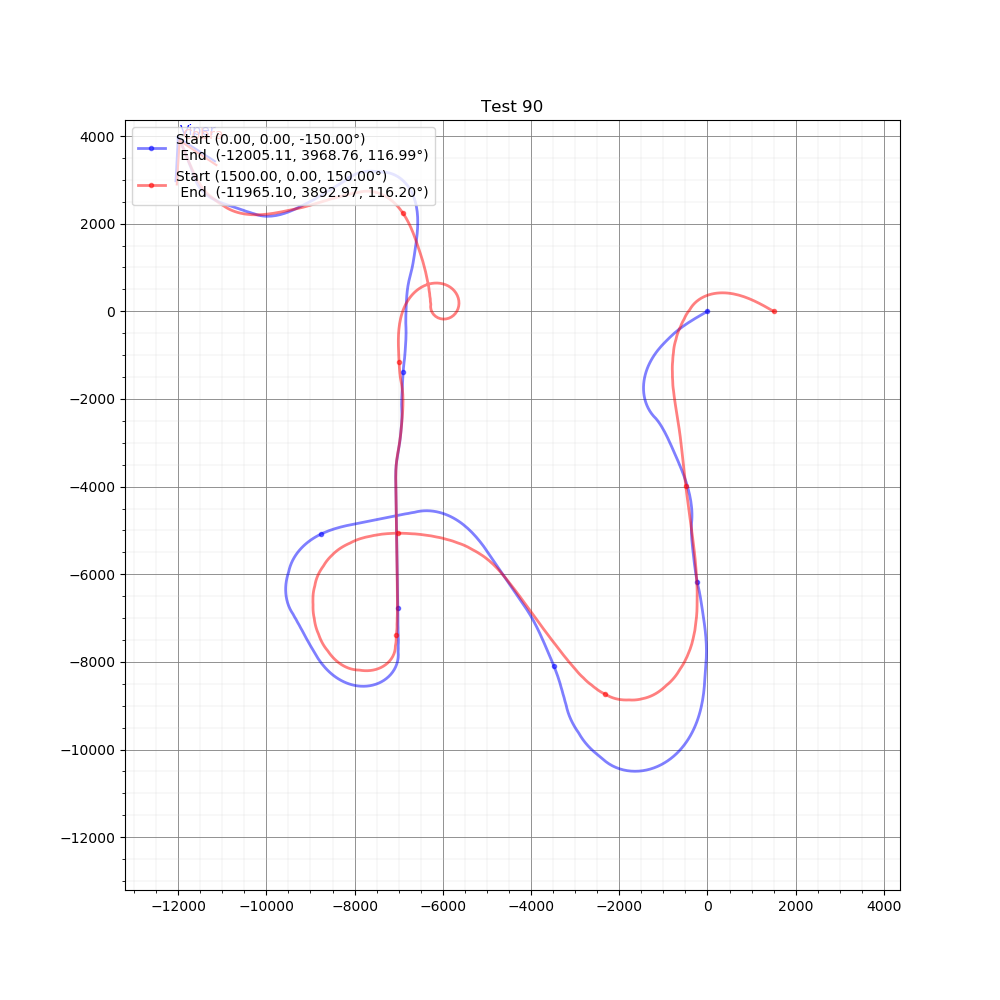 Test 90
Viper
Start (0.00, 0.00, -150.00°)
End  (-12005.11, 3968.76, 116.99°)
Start (1500.00, 0.00, 150.00°)
End  (-11965.10, 3892.97, 116.20°)
4000
2000
0
−2000
−4000
−6000
−8000
−10000
−12000
−12000 −10000 −8000 −6000 −4000 −2000 0 2000 4000